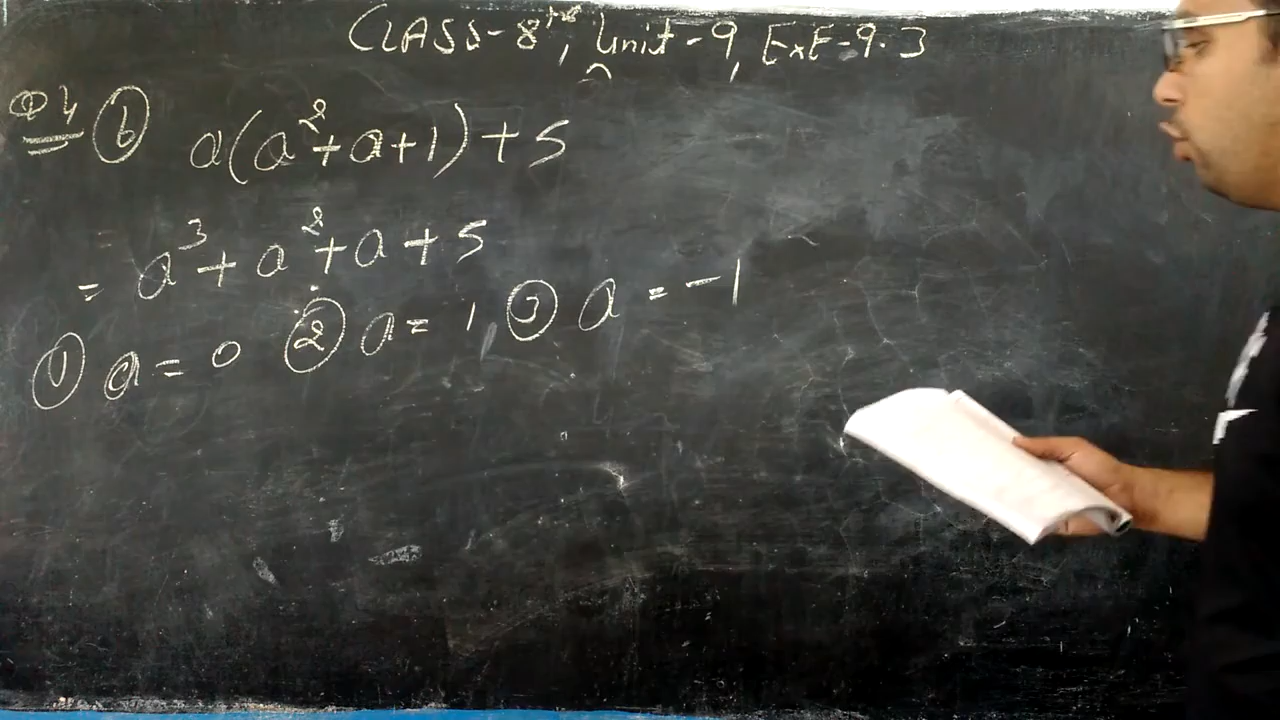 CLASS-8th, Unit-9, EXE-9.3
Q4 (b) a(a²+a+1)+5
= a³+a²+a+5
(1) a=0 (2) a=1, (3) a=-1